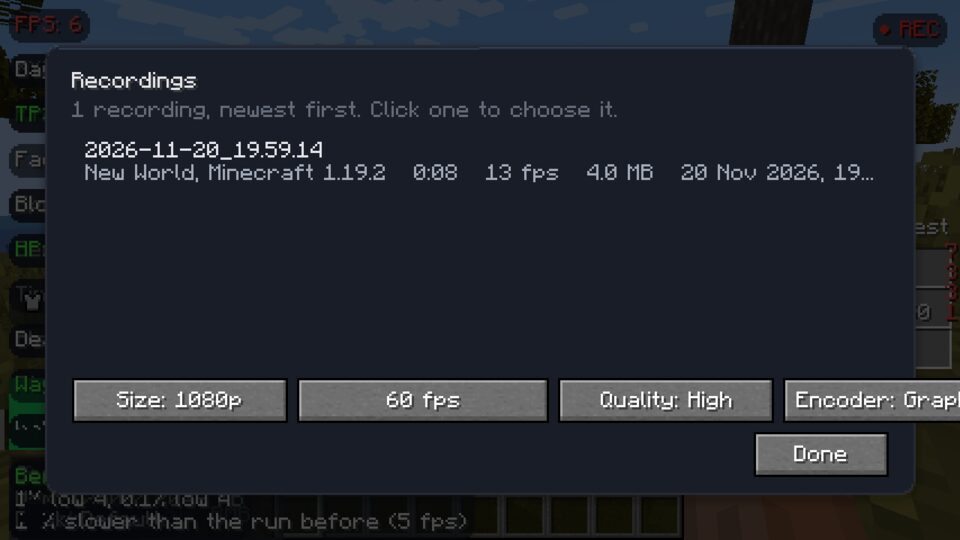 FPS: 6
REC
Recordings
1 recording, newest first. Click one to choose it.
2026-11-20_19.59.14
New World, Minecraft 1.19.2 0:08 13 fps 4.0 MB 20 Nov 2026, 19...
Size: 1080p
60 fps
Quality: High
Encoder: Grap
Done
slower than the run before (5 fps)